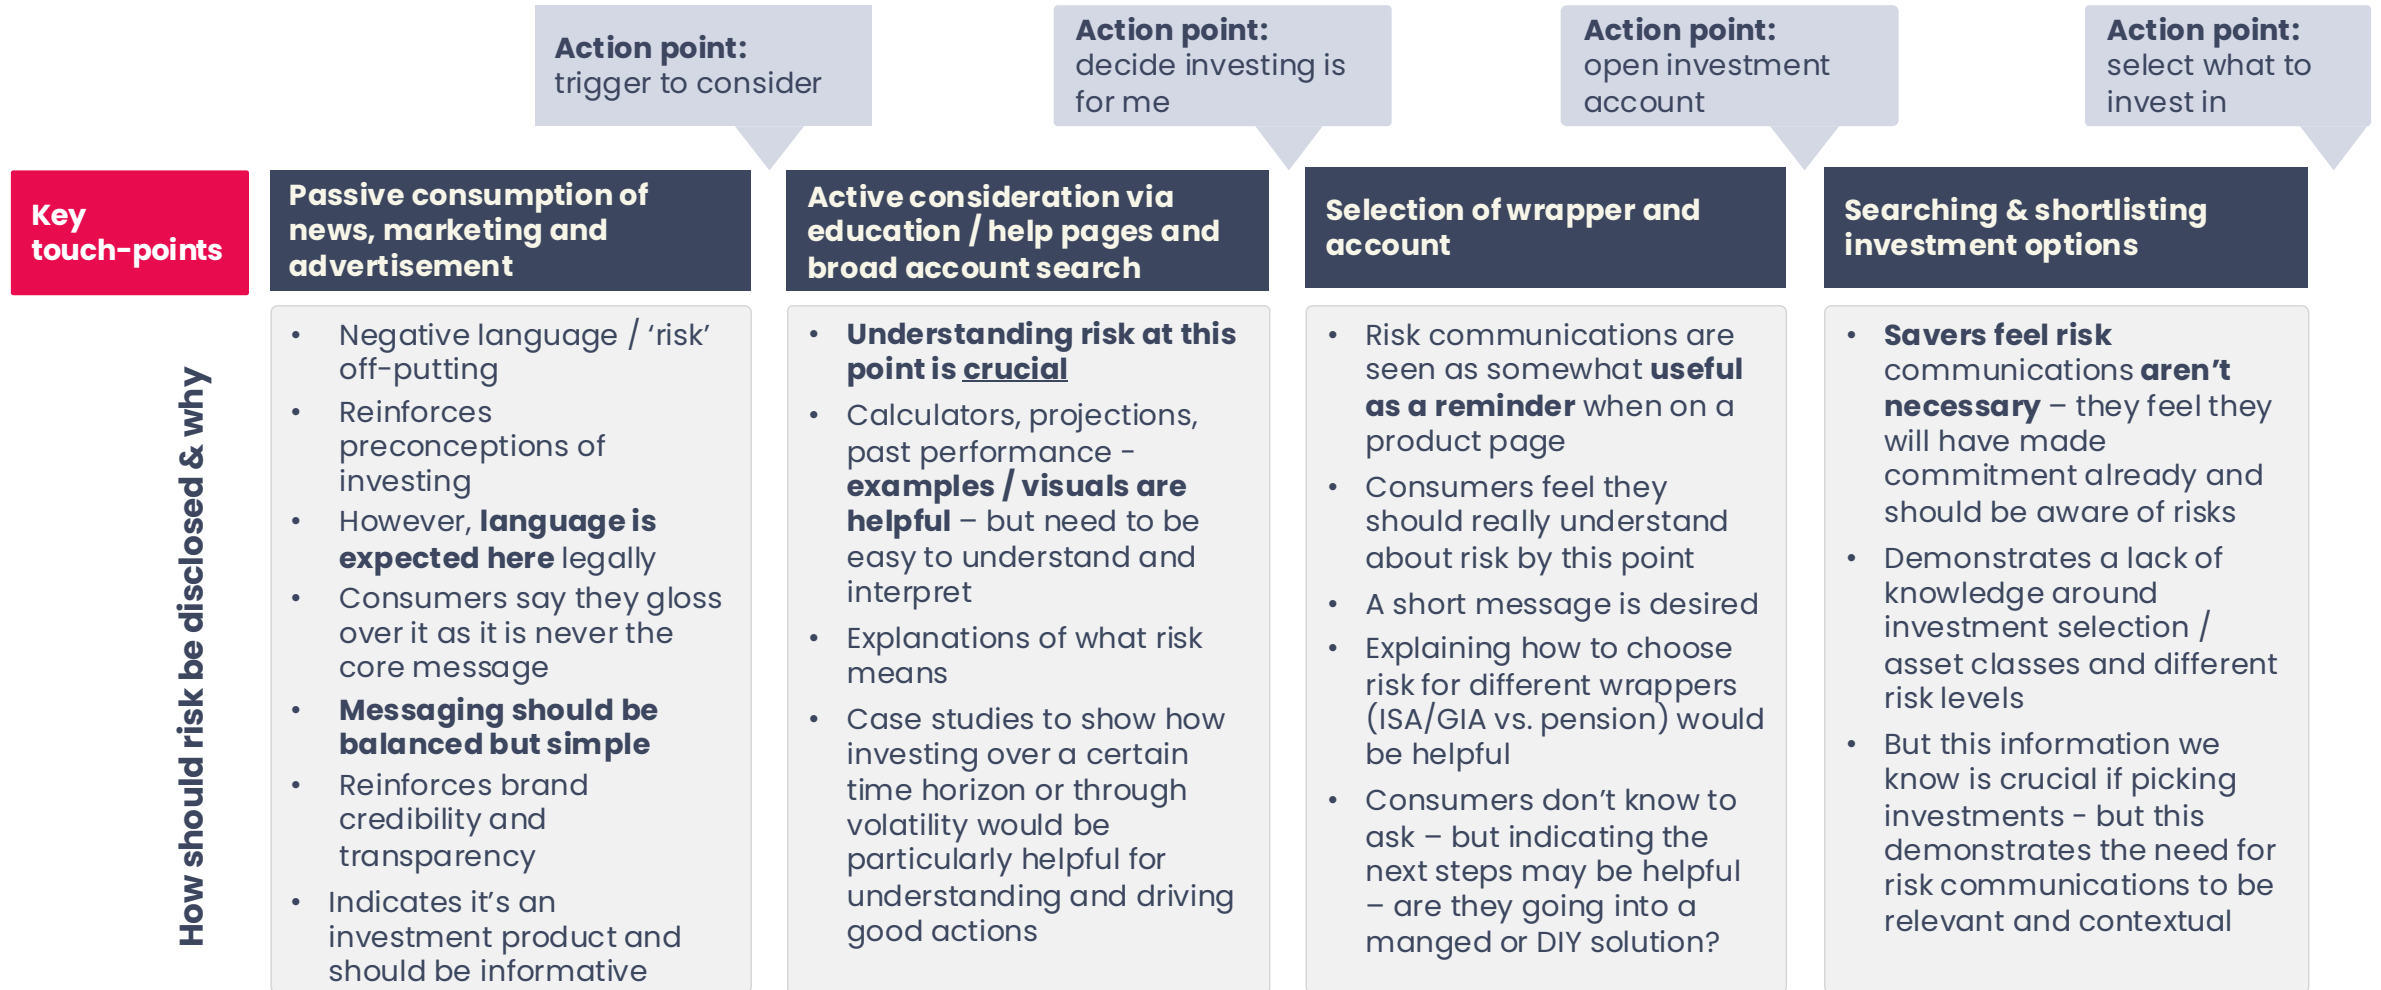 Action point:
trigger to consider
Action point:
decide investing is
for me
Action point:
open investment
account
Action point:
select what to
invest in
Key
touch-points
Passive consumption of
news, marketing and
advertisement
Active consideration via
education / help pages and
broad account search
Selection of wrapper and
account
Searching & shortlisting
investment options
How should risk be disclosed & why
• Negative language / ‘risk’
off-putting
• Reinforces
preconceptions of
investing
• However, language is
expected here legally
• Consumers say they gloss
over it as it is never the
core message
• Messaging should be
balanced but simple
• Reinforces brand
credibility and
transparency
• Indicates it’s an
investment product and
should be informative
• Understanding risk at this
point is crucial
• Calculators, projections,
past performance -
examples / visuals are
helpful – but need to be
easy to understand and
interpret
• Explanations of what risk
means
• Case studies to show how
investing over a certain
time horizon or through
volatility would be
particularly helpful for
understanding and driving
good actions
• Risk communications are
seen as somewhat useful
as a reminder when on a
product page
• Consumers feel they
should really understand
about risk by this point
• A short message is desired
• Explaining how to choose
risk for different wrappers
(ISA/GIA vs. pension) would
be helpful
• Consumers don’t know to
ask – but indicating the
next steps may be helpful
– are they going into a
manged or DIY solution?
• Savers feel risk
communications aren’t
necessary – they feel they
will have made
commitment already and
should be aware of risks
• Demonstrates a lack of
knowledge around
investment selection /
asset classes and different
risk levels
• But this information we
know is crucial if picking
investments - but this
demonstrates the need for
risk communications to be
relevant and contextual